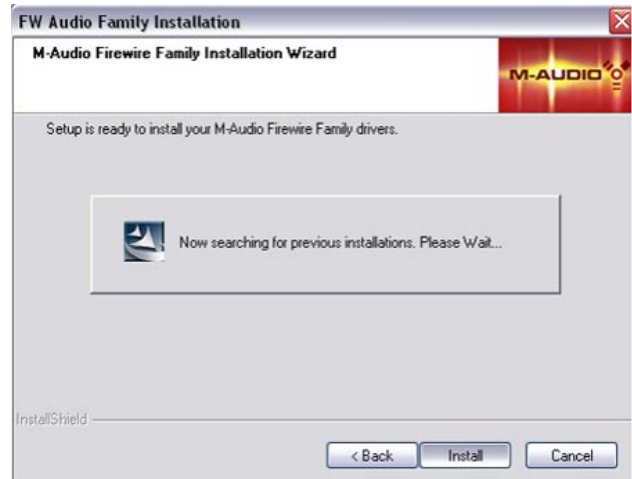 FW Audio Family Installation
M-Audio Firewire Family Installation Wizard
M-AUDIO
Setup is ready to install your M-Audio Firewire Family drivers.
Now searching for previous installations. Please Wait...
InstallShield
< Back Install Cancel